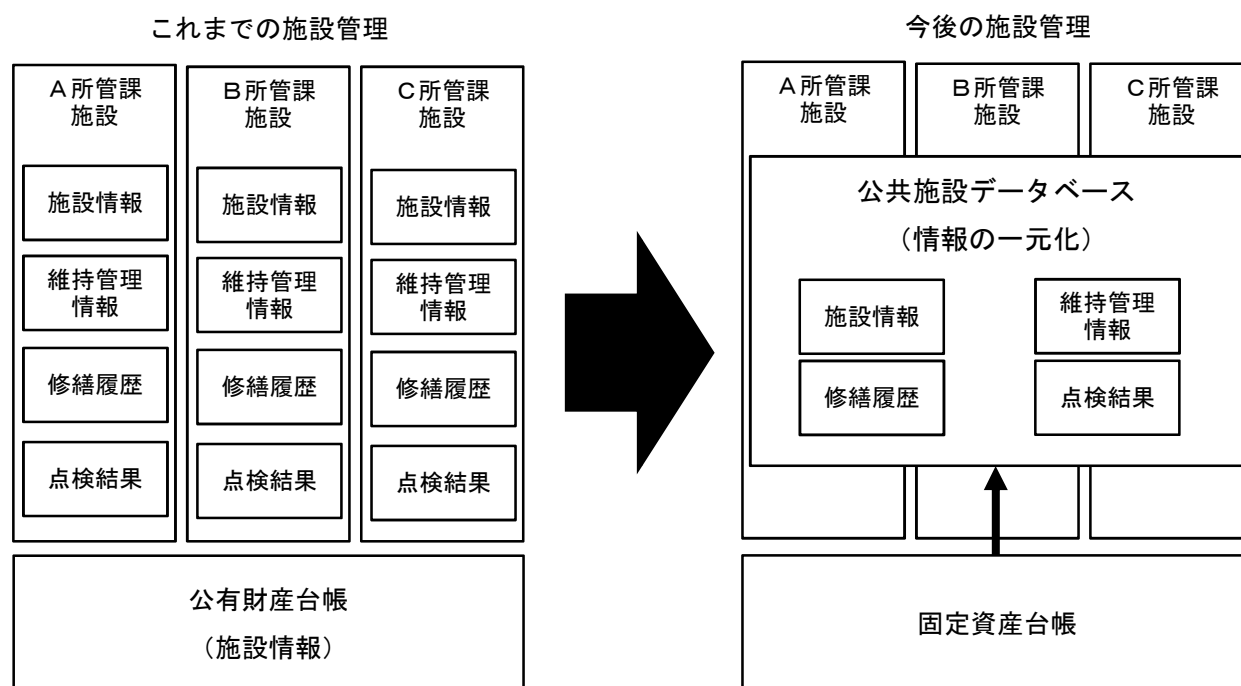 これまでの施設管理
A所管課
施設
施設情報
維持管理
情報
修繕履歴
点検結果
B所管課
施設
施設情報
維持管理
情報
修繕履歴
点検結果
C所管課
施設
施設情報
維持管理
情報
修繕履歴
点検結果
公有財産台帳
（施設情報）
今後の施設管理
A所管課
施設
B所管課
施設
C所管課
施設
公共施設データベース
（情報の一元化）
施設情報
維持管理
情報
修繕履歴
点検結果
固定資産台帳